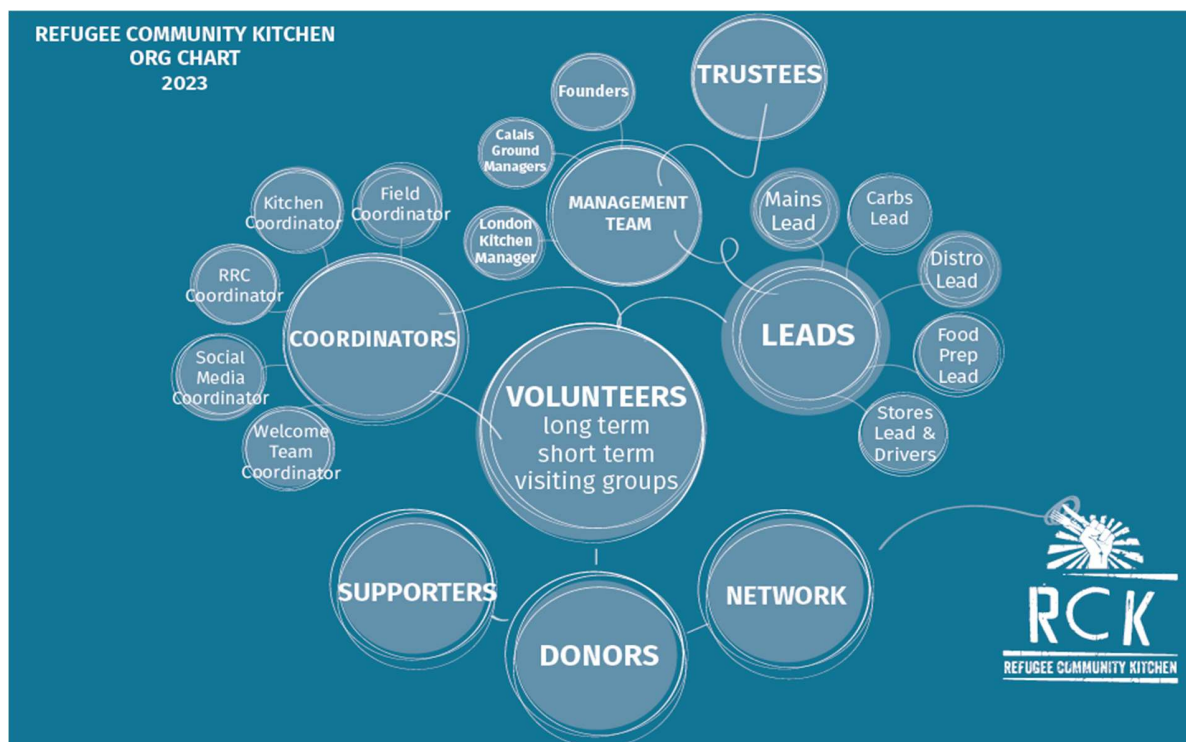 REFUGEE COMMUNITY KITCHEN
ORG CHART
2023
TRUSTEES
Founders
Calais
Ground
Managers
London
Kitchen
Manager
MANAGEMENT
TEAM
Kitchen
Coordinator
Field
Coordinator
RRC
Coordinator
Social
Media
Coordinator
Welcome
Team
Coordinator
COORDINATORS
Mains
Lead
Carbs
Lead
Distro
Lead
Food
Prep
Lead
Stores
Lead &
Drivers
LEADS
VOLUNTEERS
long term
short term
visiting groups
SUPPORTERS
DONORS
NETWORK
RCK
REFUGEE COMMUNITY KITCHEN